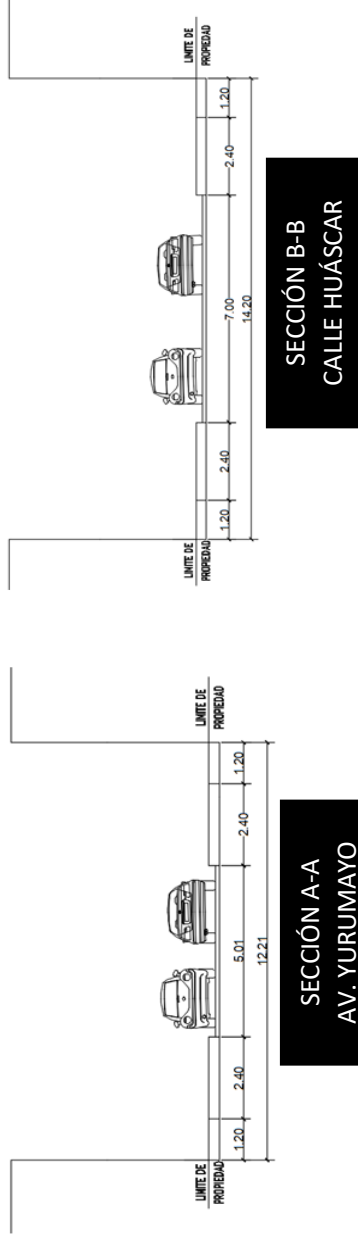 LIMITE DE
PROPIEDAD
LIMITE DE
PROPIEDAD
1.20
2.40
5.01
2.40
1.20
12.21
SECCIÓN A-A
AV. YURUMAYO
LIMITE DE
PROPIEDAD
LIMITE DE
PROPIEDAD
1.20
2.40
7.00
2.40
1.20
14.20
SECCIÓN B-B
CALLE HUÁSCAR